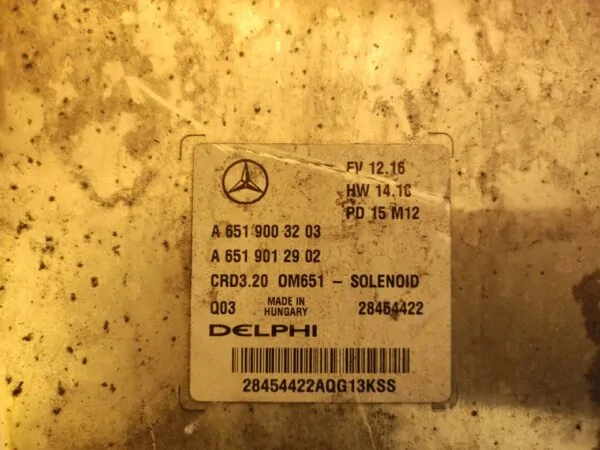 FV 12.16
HW 14.16
PD 15 M12
A 651 900 32 03
A 651 901 29 02
CRD3.20 OM651 - SOLENOID
Q03 MADE IN HUNGARY 28454422
DELPHI
28454422AQG13KSS